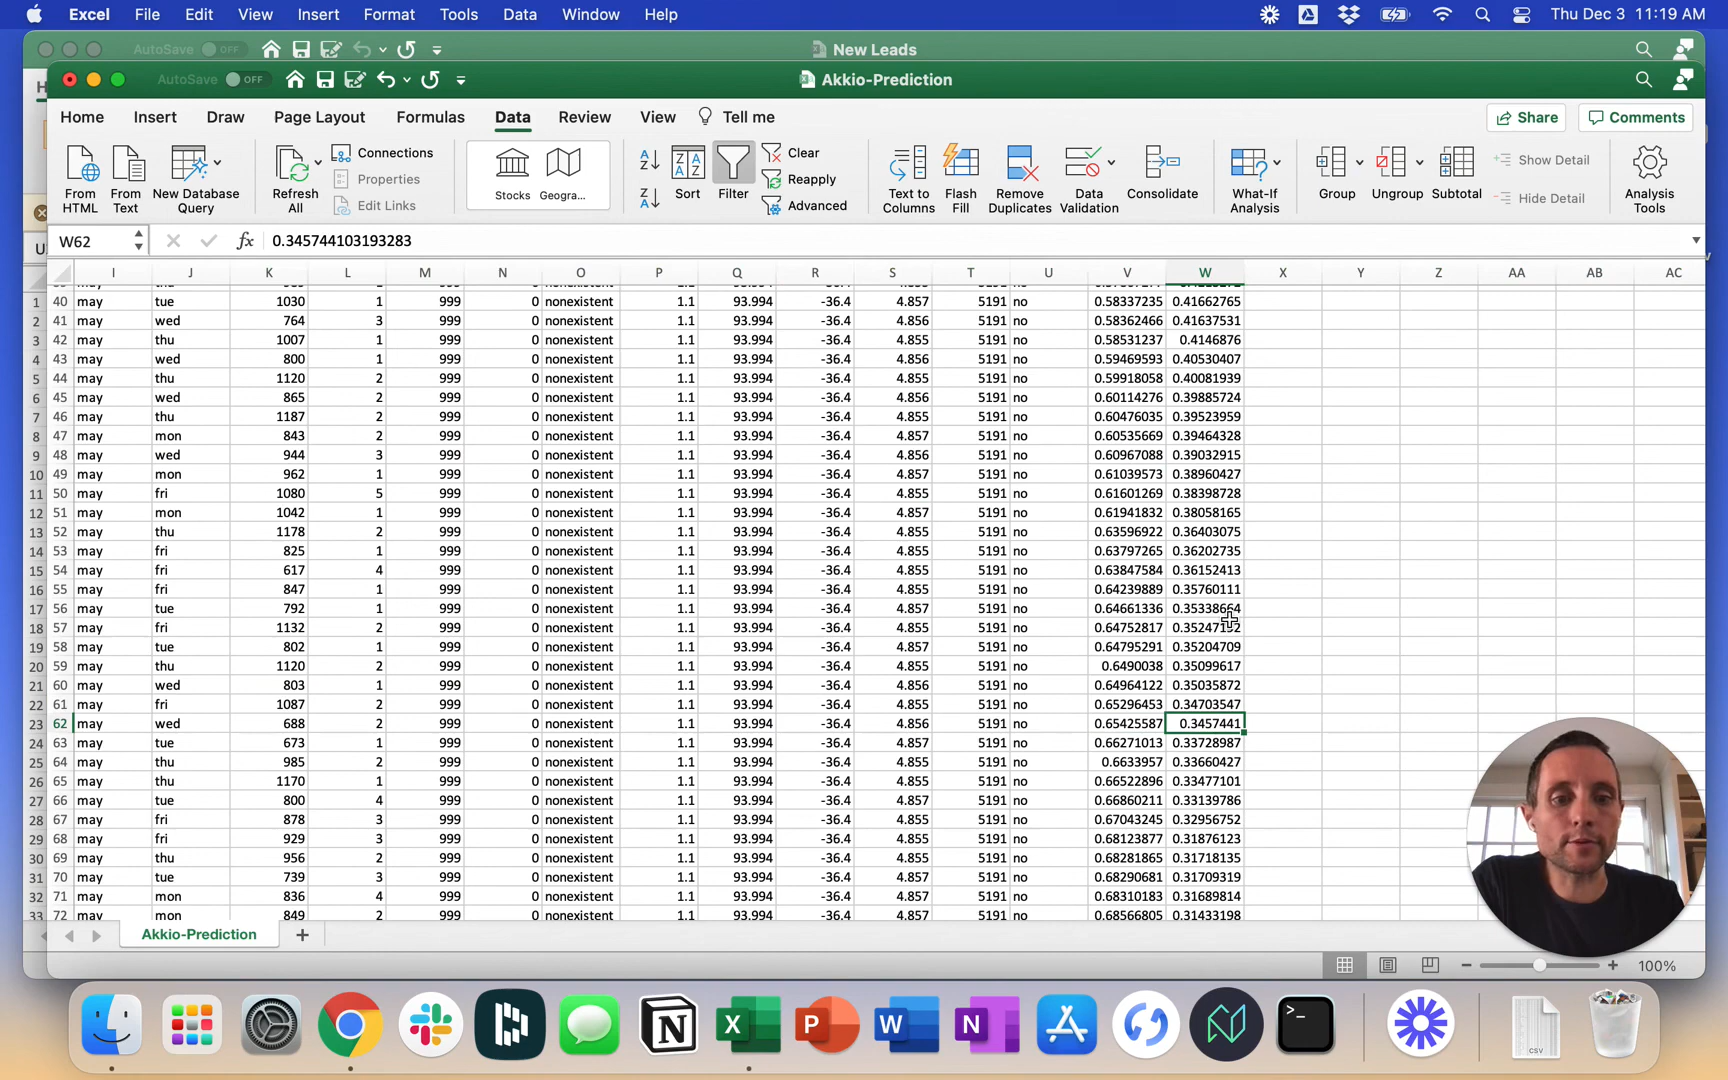 Excel File Edit View Insert Format Tools Data Window Help Thu Dec 3 11:19 AM
AutoSave OFF New Leads
AutoSave OFF Akkio-Prediction
Home Insert Draw Page Layout Formulas Data Review View Tell me Share Comments
From HTML From Text New Database Query Refresh All Connections Properties Edit Links Stocks Geogra... Sort Filter Clear Reapply Advanced Text to Columns Flash Fill Remove Duplicates Data Validation Consolidate What-If Analysis Group Ungroup Subtotal Show Detail Hide Detail Analysis Tools
W62 fx 0.345744103193283
I J K L M N O P Q R S T U V W X Y Z AA AB AC
1 40 may tue 1030 1 999 0 nonexistent 1.1 93.994 -36.4 4.857 5191 no 0.58337235 0.41662765
2 41 may wed 764 3 999 0 nonexistent 1.1 93.994 -36.4 4.856 5191 no 0.58362466 0.41637531
3 42 may thu 1007 1 999 0 nonexistent 1.1 93.994 -36.4 4.855 5191 no 0.58531237 0.4146876
4 43 may wed 800 1 999 0 nonexistent 1.1 93.994 -36.4 4.856 5191 no 0.59469593 0.40530407
5 44 may thu 1120 2 999 0 nonexistent 1.1 93.994 -36.4 4.855 5191 no 0.59918058 0.40081939
6 45 may wed 865 2 999 0 nonexistent 1.1 93.994 -36.4 4.856 5191 no 0.60114276 0.39885724
7 46 may thu 1187 2 999 0 nonexistent 1.1 93.994 -36.4 4.855 5191 no 0.60476035 0.39523959
8 47 may mon 843 2 999 0 nonexistent 1.1 93.994 -36.4 4.857 5191 no 0.60535669 0.39464328
9 48 may wed 944 3 999 0 nonexistent 1.1 93.994 -36.4 4.856 5191 no 0.60967088 0.39032915
10 49 may mon 962 1 999 0 nonexistent 1.1 93.994 -36.4 4.857 5191 no 0.61039573 0.38960427
11 50 may fri 1080 5 999 0 nonexistent 1.1 93.994 -36.4 4.855 5191 no 0.61601269 0.38398728
12 51 may mon 1042 1 999 0 nonexistent 1.1 93.994 -36.4 4.857 5191 no 0.61941832 0.38058165
13 52 may thu 1178 2 999 0 nonexistent 1.1 93.994 -36.4 4.855 5191 no 0.63596922 0.36403075
14 53 may fri 825 1 999 0 nonexistent 1.1 93.994 -36.4 4.855 5191 no 0.63797265 0.36202735
15 54 may fri 617 4 999 0 nonexistent 1.1 93.994 -36.4 4.855 5191 no 0.63847584 0.36152413
16 55 may fri 847 1 999 0 nonexistent 1.1 93.994 -36.4 4.855 5191 no 0.64239889 0.35760111
17 56 may tue 792 1 999 0 nonexistent 1.1 93.994 -36.4 4.857 5191 no 0.64661336 0.35338664
18 57 may fri 1132 2 999 0 nonexistent 1.1 93.994 -36.4 4.855 5191 no 0.64752817
19 58 may tue 802 1 999 0 nonexistent 1.1 93.994 -36.4 4.857 5191 no 0.64795291 0.35204709
20 59 may thu 1120 2 999 0 nonexistent 1.1 93.994 -36.4 4.855 5191 no 0.6490038 0.35099617
21 60 may wed 803 1 999 0 nonexistent 1.1 93.994 -36.4 4.856 5191 no 0.64964122 0.35035872
22 61 may fri 1087 2 999 0 nonexistent 1.1 93.994 -36.4 4.855 5191 no 0.65296453 0.34703547
23 62 may wed 688 2 999 0 nonexistent 1.1 93.994 -36.4 4.856 5191 no 0.65425587 0.3457441
24 63 may tue 673 1 999 0 nonexistent 1.1 93.994 -36.4 4.857 5191 no 0.66271013 0.33728987
25 64 may thu 985 2 999 0 nonexistent 1.1 93.994 -36.4 4.855 5191 no 0.6633957 0.33660427
26 65 may thu 1170 1 999 0 nonexistent 1.1 93.994 -36.4 4.855 5191 no 0.66522896 0.33477101
27 66 may tue 800 4 999 0 nonexistent 1.1 93.994 -36.4 4.857 5191 no 0.66860211 0.33139786
28 67 may fri 878 3 999 0 nonexistent 1.1 93.994 -36.4 4.855 5191 no 0.67043245 0.32956752
29 68 may fri 929 3 999 0 nonexistent 1.1 93.994 -36.4 4.855 5191 no 0.68123877 0.31876123
30 69 may thu 956 2 999 0 nonexistent 1.1 93.994 -36.4 4.855 5191 no 0.68281865 0.31718135
31 70 may tue 739 3 999 0 nonexistent 1.1 93.994 -36.4 4.857 5191 no 0.68290681 0.31709319
32 71 may mon 836 4 999 0 nonexistent 1.1 93.994 -36.4 4.857 5191 no 0.68310183 0.31689814
33 72 may mon 849 2 999 0 nonexistent 1.1 93.994 -36.4 4.857 5191 no 0.68566805 0.31433198
Akkio-Prediction
100%
N X P W N >_ CSV